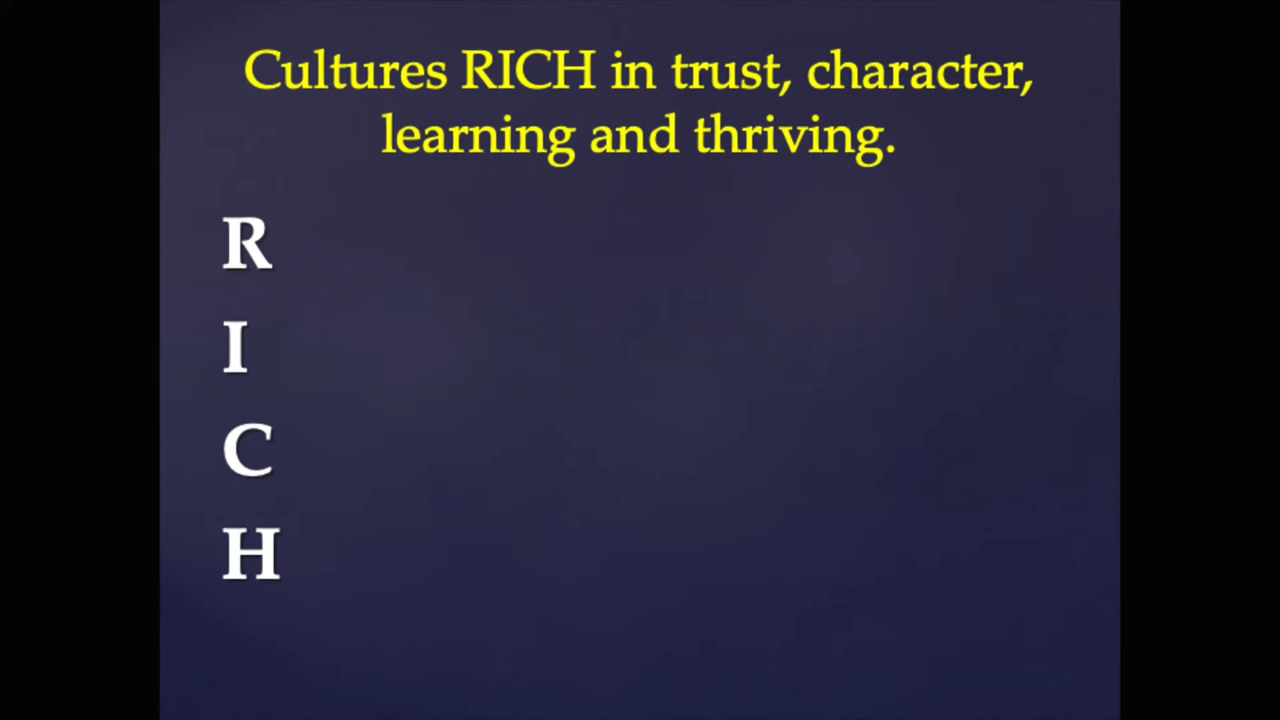 Cultures RICH in trust, character,
learning and thriving.
R
I
C
H